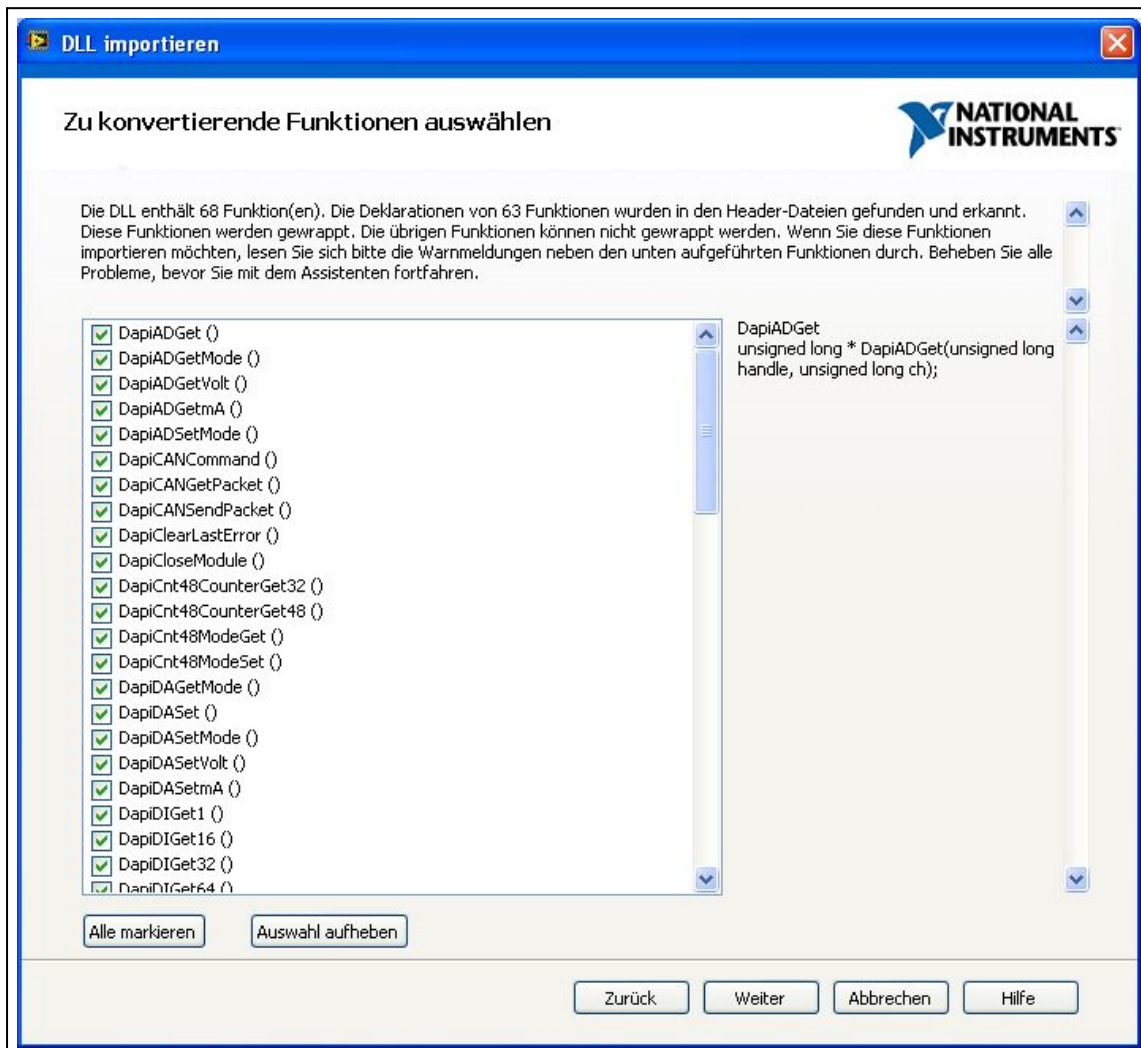 DLL importieren
Zu konvertierende Funktionen auswählen
NATIONAL
INSTRUMENTS
Die DLL enthält 68 Funktion(en). Die Deklarationen von 63 Funktionen wurden in den Header-Dateien gefunden und erkannt.
Diese Funktionen werden gewrappt. Die übrigen Funktionen können nicht gewrappt werden. Wenn Sie diese Funktionen
importieren möchten, lesen Sie sich bitte die Warnmeldungen neben den unten aufgeführten Funktionen durch. Beheben Sie alle
Probleme, bevor Sie mit dem Assistenten fortfahren.
DapiADGet ()
DapiADGetMode ()
DapiADGetVolt ()
DapiADGetmA ()
DapiADSetMode ()
DapiCANCommand ()
DapiCANGetPacket ()
DapiCANSendPacket ()
DapiClearLastError ()
DapiCloseModule ()
DapiCnt48CounterGet32 ()
DapiCnt48CounterGet48 ()
DapiCnt48ModeGet ()
DapiCnt48ModeSet ()
DapiDAGetMode ()
DapiDASet ()
DapiDASetMode ()
DapiDASetVolt ()
DapiDASetmA ()
DapiDIGet1 ()
DapiDIGet16 ()
DapiDIGet32 ()
DapiDIGet64 ()
DapiADGet
unsigned long * DapiADGet(unsigned long
handle, unsigned long ch);
Alle markieren
Auswahl aufheben
Zurück
Weiter
Abbrechen
Hilfe